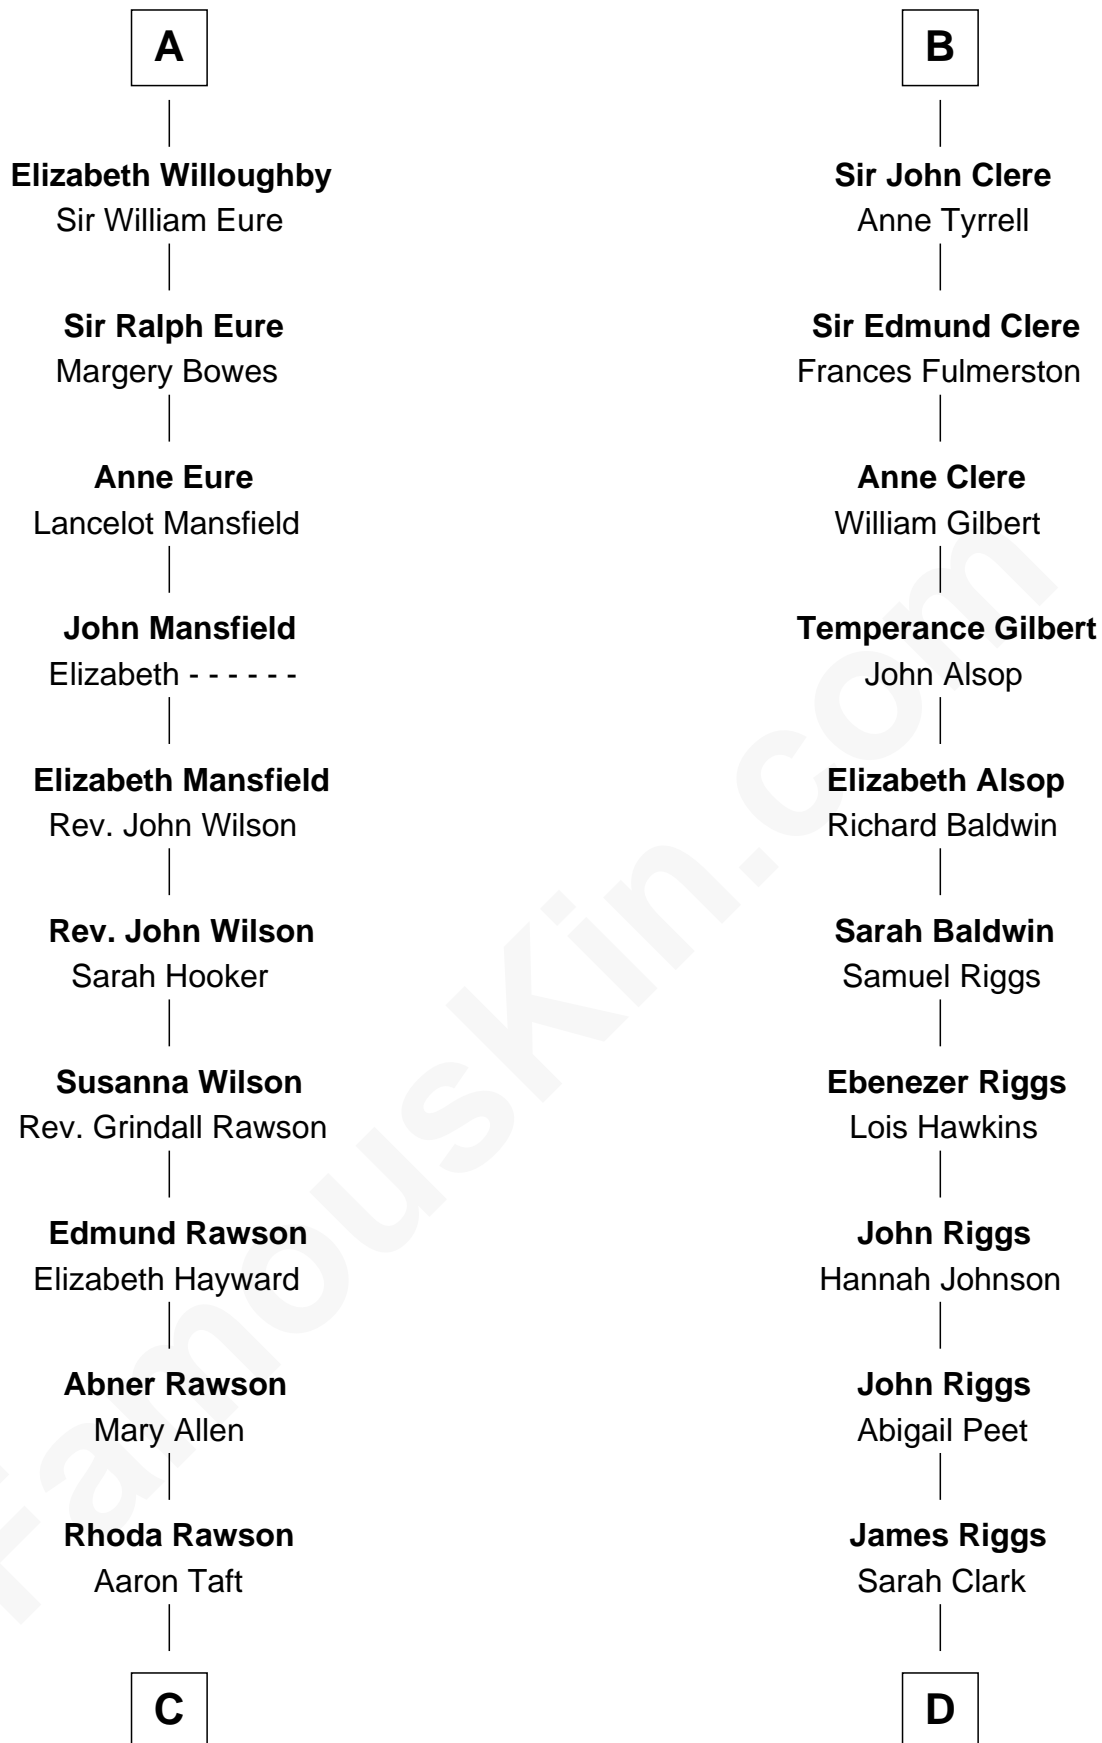 A
Elizabeth Willoughby
Sir William Eure
Sir Ralph Eure
Margery Bowes
Anne Eure
Lancelot Mansfield
John Mansfield
Elizabeth - - - - - -
Elizabeth Mansfield
Rev. John Wilson
Rev. John Wilson
Sarah Hooker
Susanna Wilson
Rev. Grindall Rawson
Edmund Rawson
Elizabeth Hayward
Abner Rawson
Mary Allen
Rhoda Rawson
Aaron Taft
C
B
Sir John Clere
Anne Tyrrell
Sir Edmund Clere
Frances Fulmerston
Anne Clere
William Gilbert
Temperance Gilbert
John Alsop
Elizabeth Alsop
Richard Baldwin
Sarah Baldwin
Samuel Riggs
Ebenezer Riggs
Lois Hawkins
John Riggs
Hannah Johnson
John Riggs
Abigail Peet
James Riggs
Sarah Clark
D
FamousKin.com